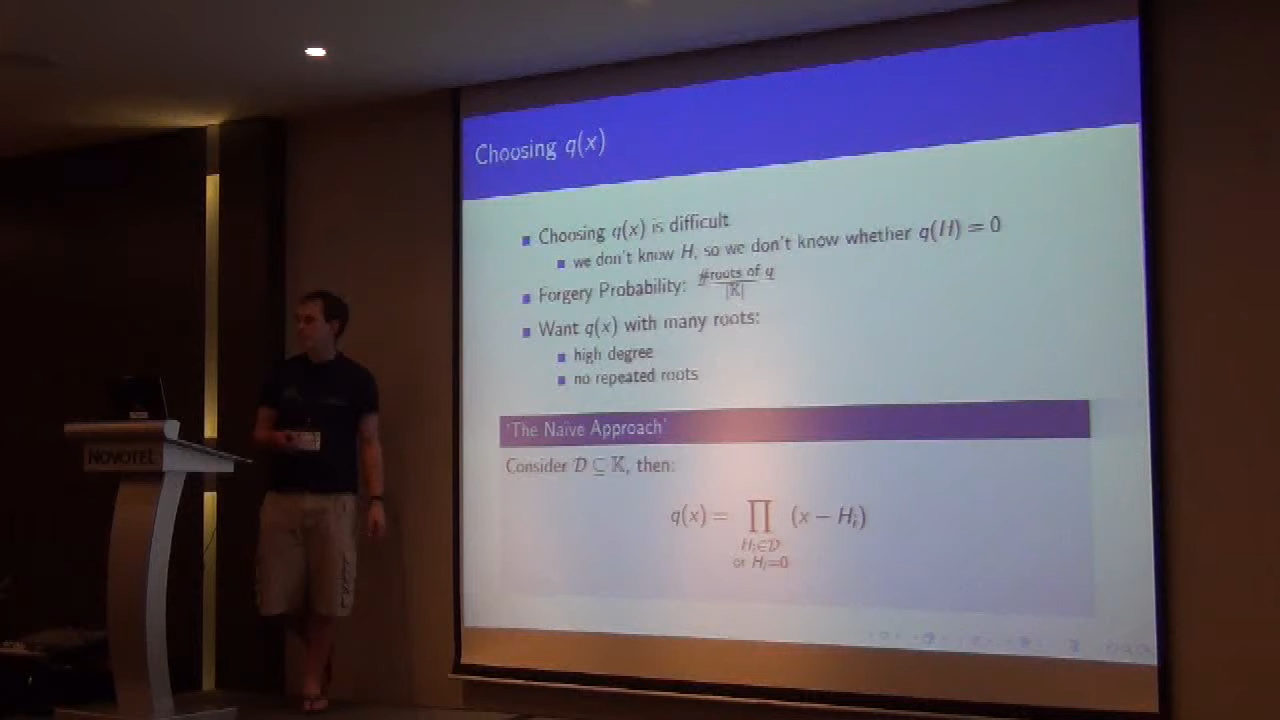 Choosing q(x)
Choosing q(x) is difficult
we don't know H, so we don't know whether q(H) = 0
Forgery Probability: #roots of q / |𝕂|
Want q(x) with many roots:
high degree
no repeated roots
'The Naïve Approach'
Consider 𝒟 ⊆ 𝕂, then:
q(x) = ∏ (x − Hᵢ)
Hᵢ∈𝒟
or Hᵢ=0
NOVOTEL